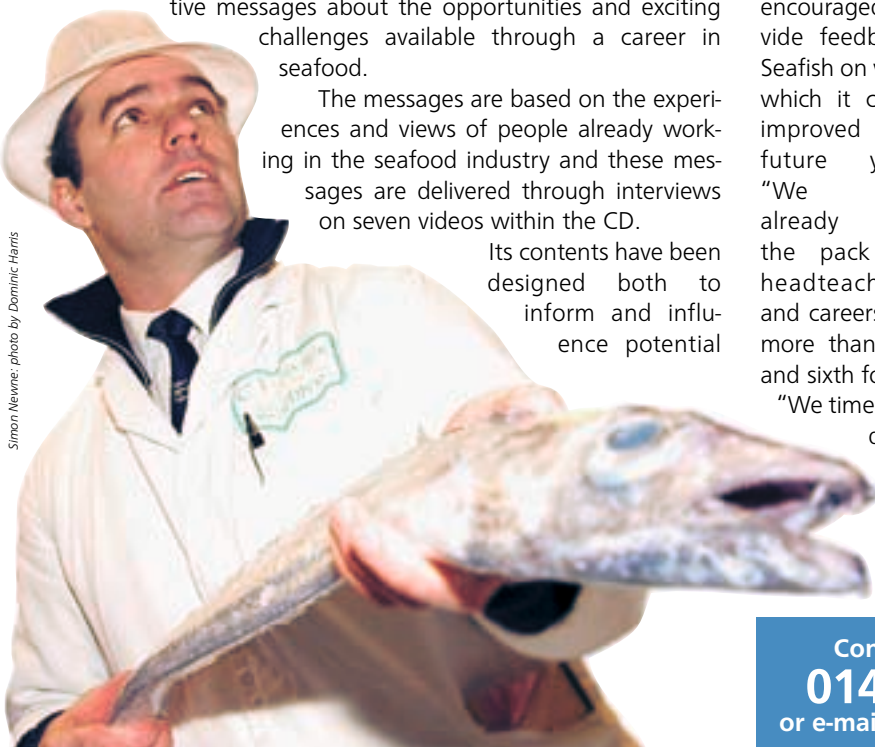 tive messages about the opportunities and exciting
challenges available through a career in
seafood.
The messages are based on the experi-
ences and views of people already work-
ing in the seafood industry and these mes-
sages are delivered through interviews
on seven videos within the CD.
Its contents have been
designed both to
inform and influ-
ence potential
Simon Newne: photo by Dominic Harris
encouraged
vide feedb
Seafish on
which it c
improved
future y
“We
already
the pack
headteach
and careers
more than
and sixth fo
“We time
Con
014
or e-mai